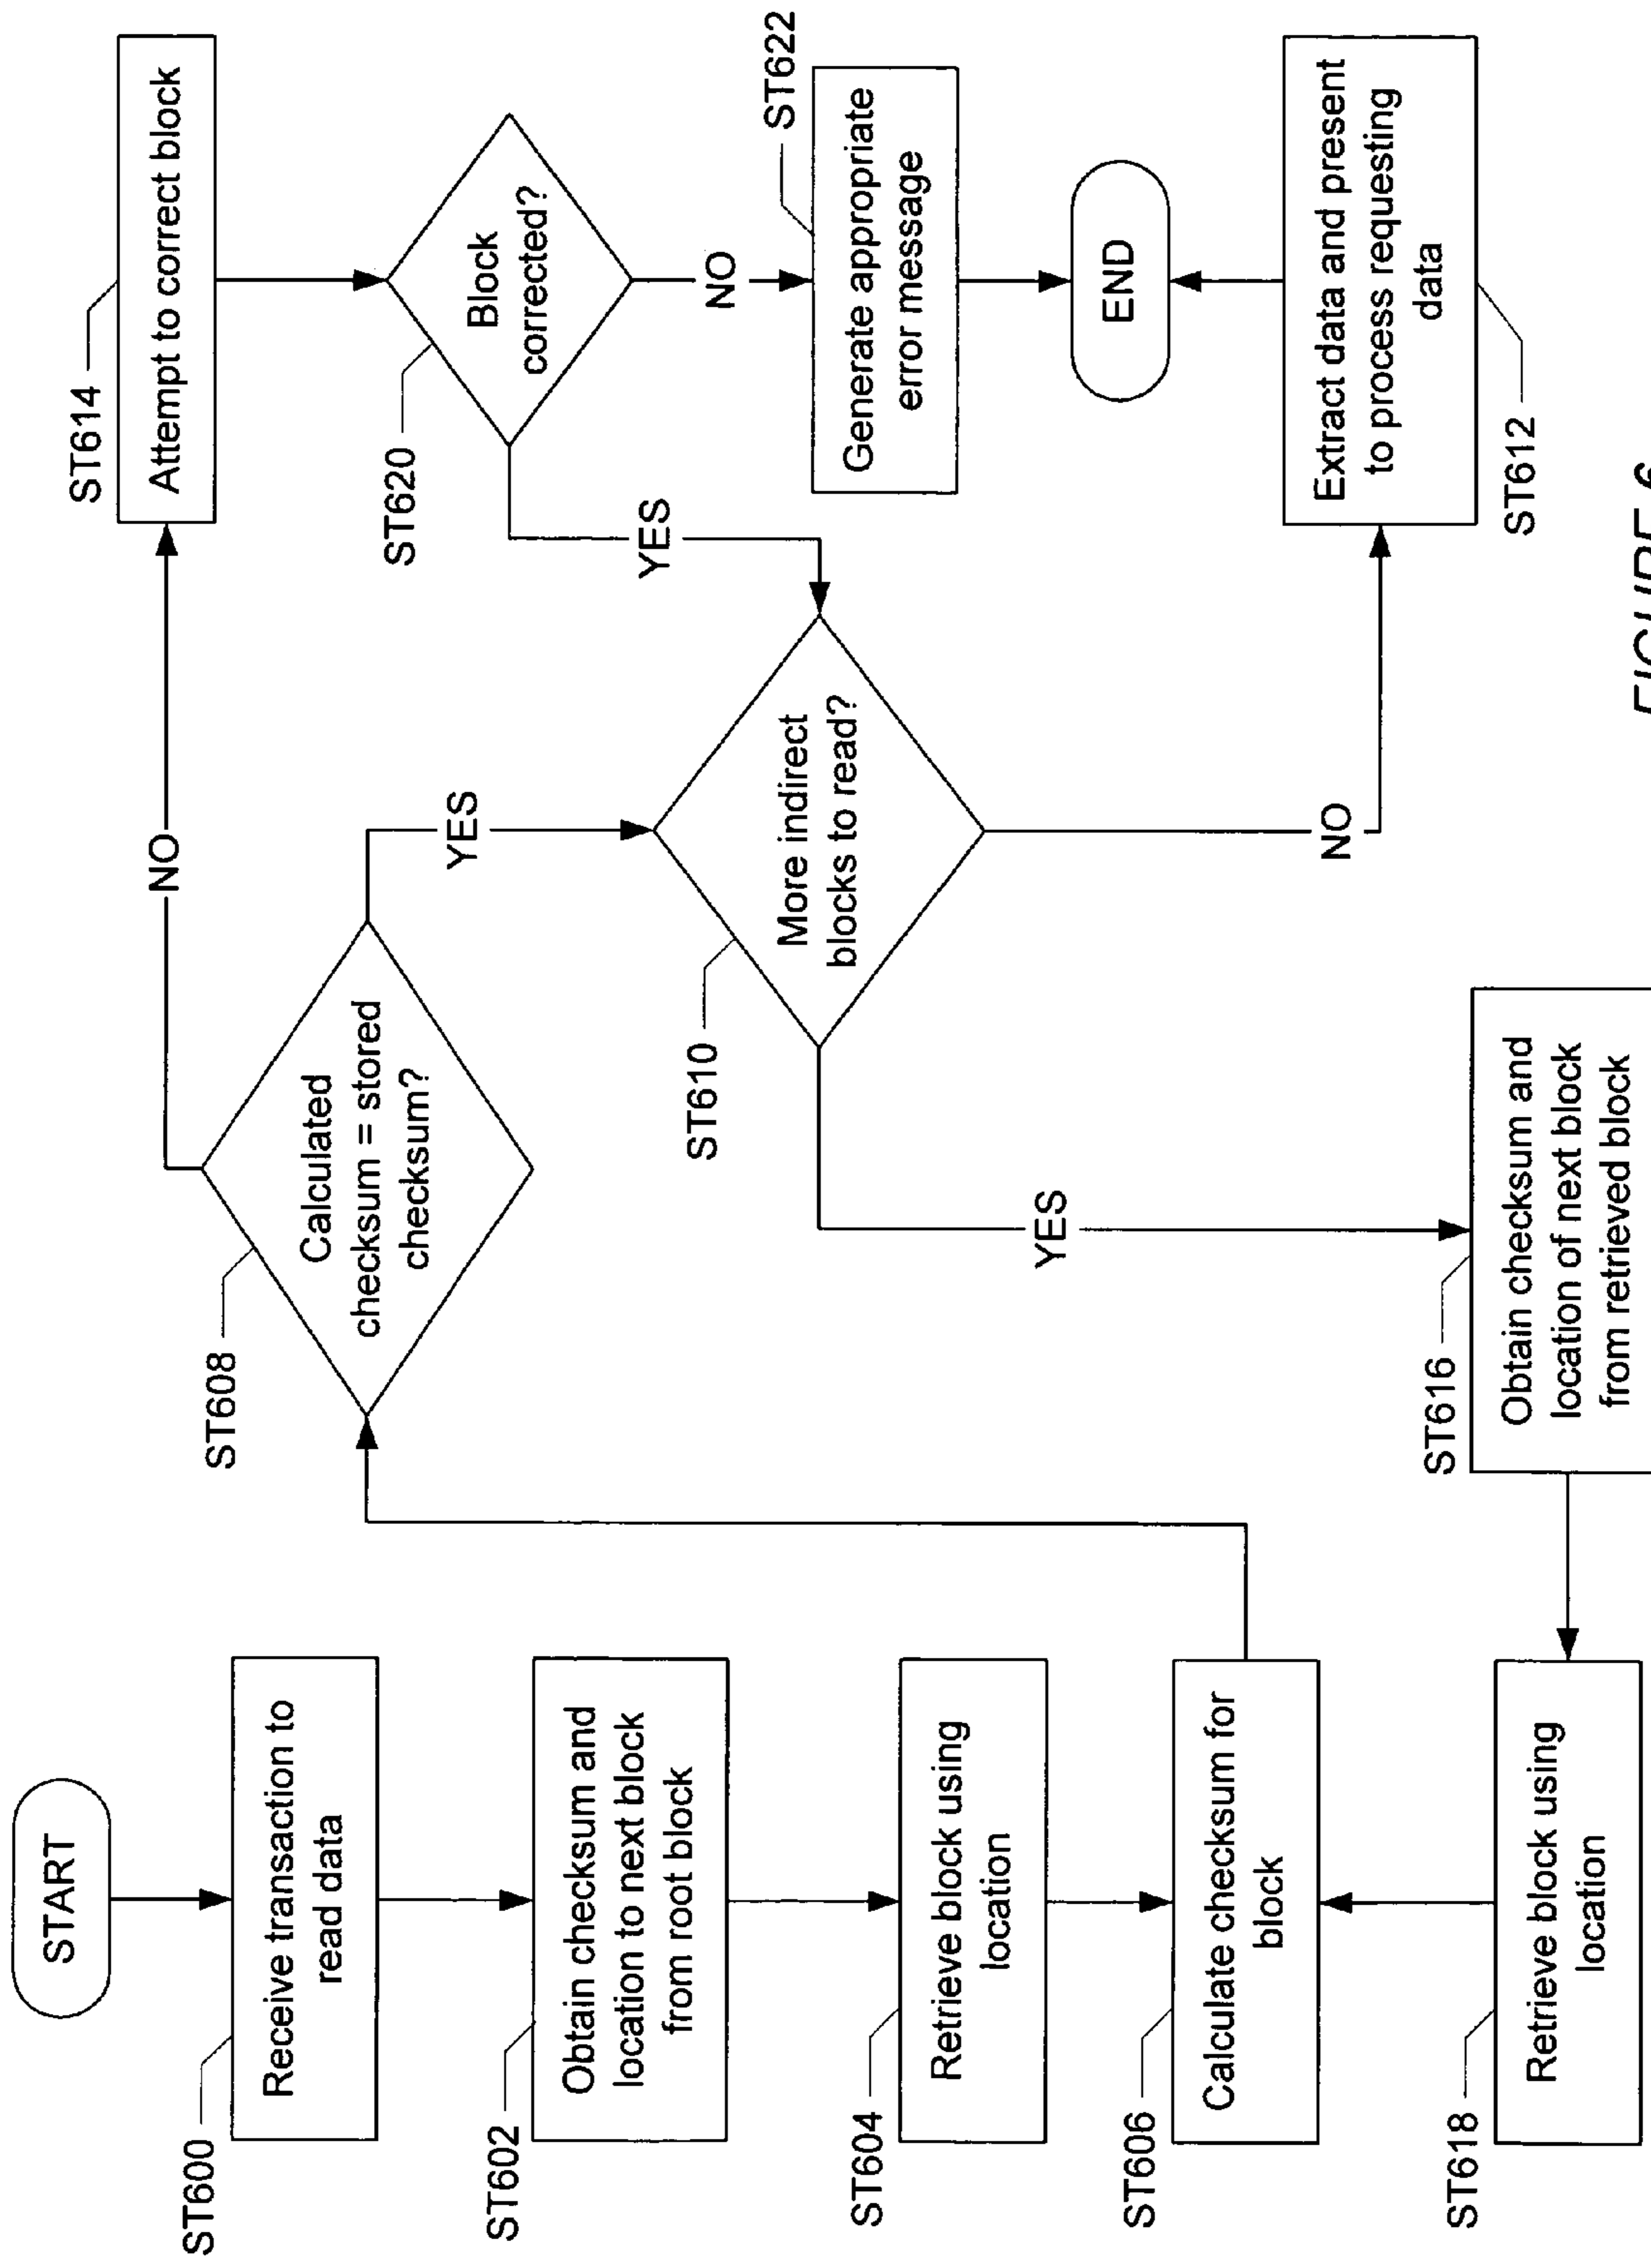 START
ST600
Receive transaction to
read data
ST602
Obtain checksum and
location to next block
from root block
ST604
Retrieve block using
location
ST606
Calculate checksum for
block
ST618
Retrieve block using
location
ST608
Calculated
checksum = stored
checksum?
NO
YES
ST610
More indirect
blocks to read?
YES
NO
ST616
Obtain checksum and
location of next block
from retrieved block
ST614
Attempt to correct block
ST620
Block
corrected?
YES
NO
ST622
Generate appropriate
error message
END
Extract data and present
to process requesting
data
ST612
FIGURE 6